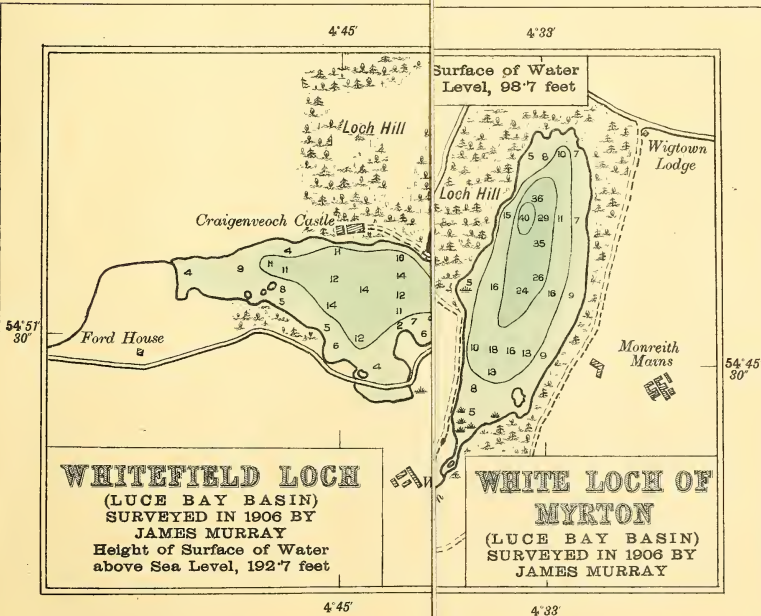 4°45'
4°33'
Surface of Water
Level, 98·7 feet
Loch Hill
Wigtown
Lodge
5 8 10 7
Loch Hill
36
15 40 29 11 7
Craigenveoch Castle
35
4 11 10
4 9 11 11 14
12 14 12
8 5 14 11
5 26
16 24 16 9
54°51'
30"
Ford House
5 6 12 2 7 6
4
10 18 16 13 9
13
8
5
Monreith
Mains
54°45'
30"
WHITEFIELD LOCH
(LUCE BAY BASIN)
SURVEYED IN 1906 BY
JAMES MURRAY
Height of Surface of Water
above Sea Level, 192·7 feet
WHITE LOCH OF
MYRTON
(LUCE BAY BASIN)
SURVEYED IN 1906 BY
JAMES MURRAY
4°45'
4°33'